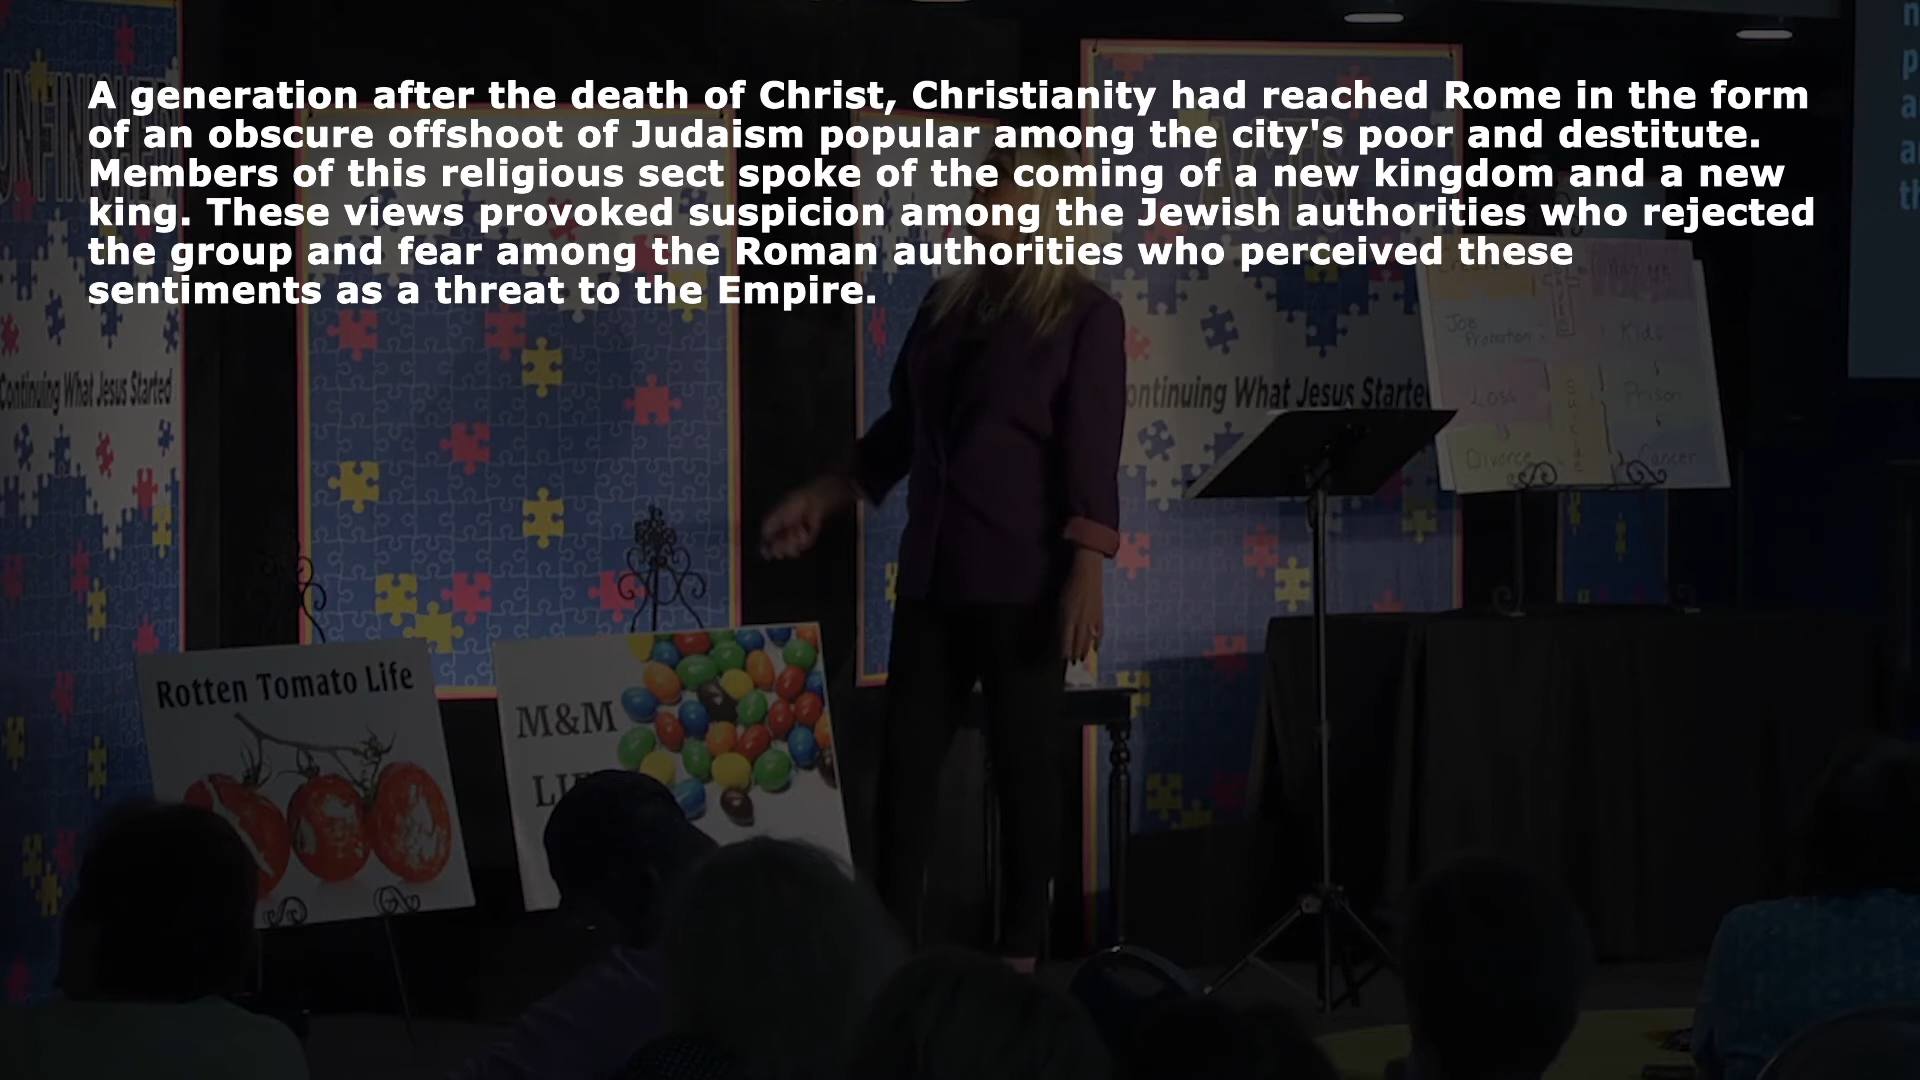 A generation after the death of Christ, Christianity had reached Rome in the form
of an obscure offshoot of Judaism popular among the city's poor and destitute.
Members of this religious sect spoke of the coming of a new kingdom and a new
king. These views provoked suspicion among the Jewish authorities who rejected
the group and fear among the Roman authorities who perceived these
sentiments as a threat to the Empire.
Continuing What Jesus Started
ontinuing What Jesus Starte
Job
Promotion
Kids
Loss
Prison
Divorce
Cancer
Rotten Tomato Life
M&M